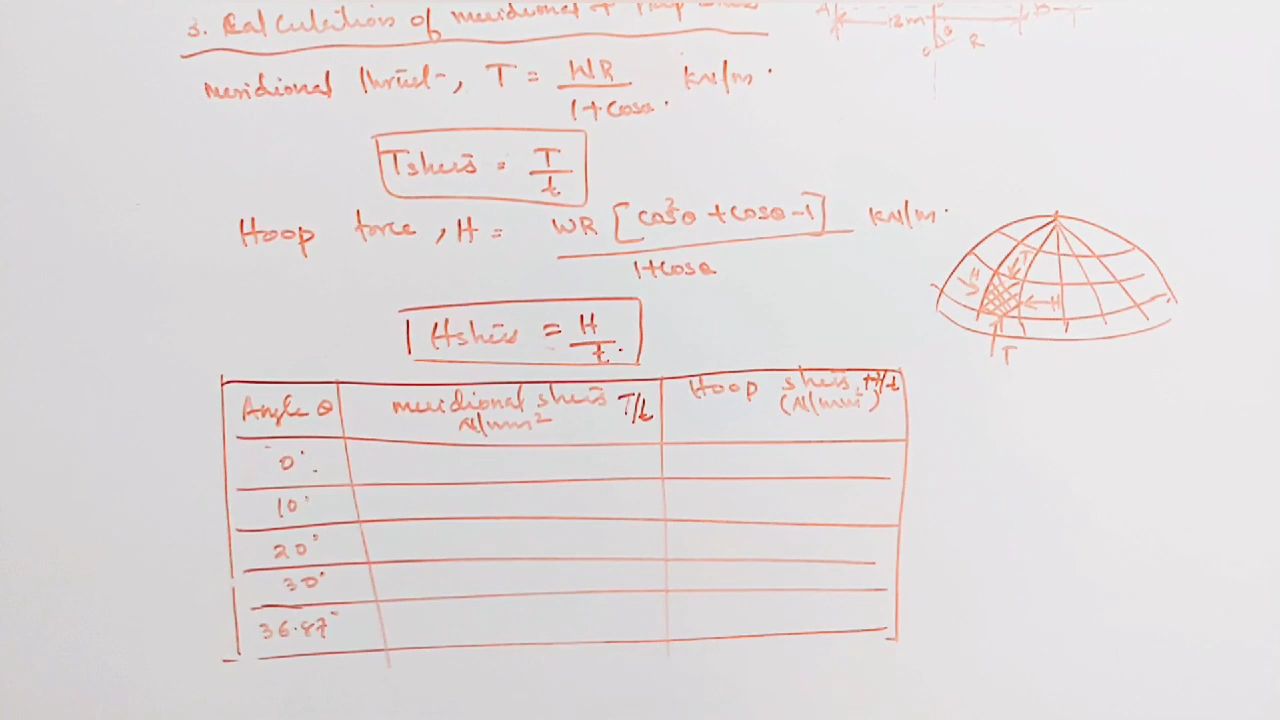 3. Calculation of meridional + Hoop
A 12m B
θ
R
Meridional thrust, T = WR / 1+cosθ. kN/m.
Tstress = T / t
Hoop force, H = WR [cos²θ + cosθ - 1] / 1+cosθ kN/m.
Hstress = H / t.
H T H
T
Angle θ meridional stress N/mm² T/t Hoop stress H/t (N/mm²)
0°.
10°
20°
30°
36.87°